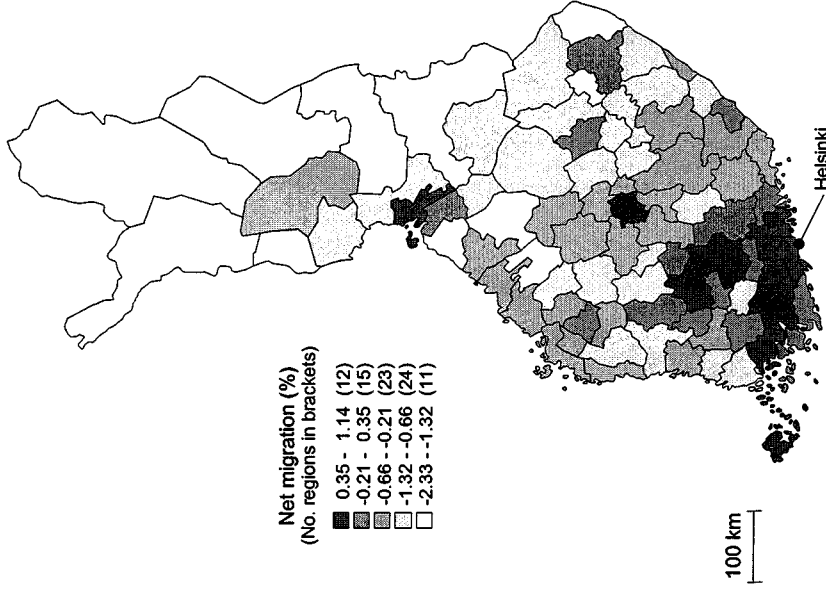 Net migration (%)
(No. regions in brackets)
0.35 - 1.14 (12)
-0.21 - 0.35 (15)
-0.66 - -0.21 (23)
-1.32 - -0.66 (24)
-2.33 - -1.32 (11)
100 km
Helsinki